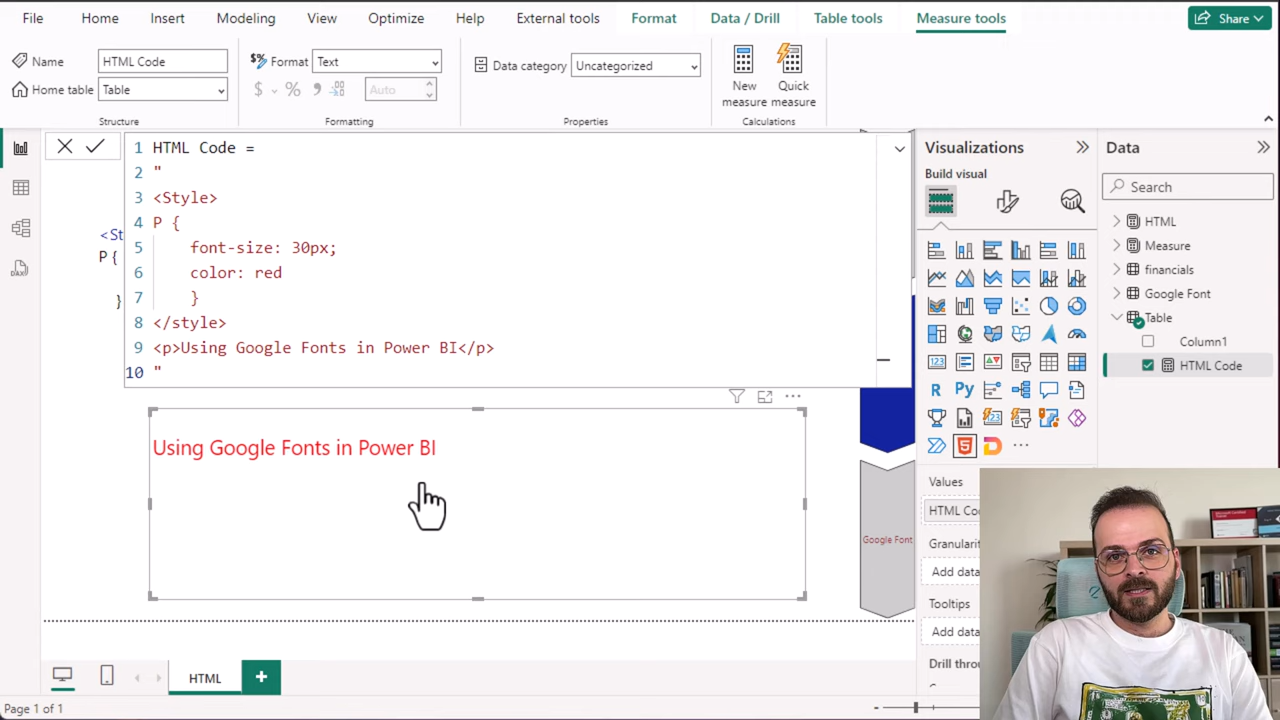 File Home Insert Modeling View Optimize Help External tools Format Data / Drill Table tools Measure tools Share
Name HTML Code
Home table Table
Structure
$% Format Text
$ % Auto
Formatting
Data category Uncategorized
Properties
New measure
Quick measure
Calculations
1 HTML Code =
2 "
3 <Style>
4 P {
5 font-size: 30px;
6 color: red
7 }
8 </style>
9 <p>Using Google Fonts in Power BI</p>
10 "
<St
P {
}
Using Google Fonts in Power BI
Google Font
Visualizations
Build visual
Values
HTML Co
Granularit
Add data
Tooltips
Add data
Drill throu
Data
Search
HTML
Measure
financials
Google Font
Table
Column1
HTML Code
HTML
Page 1 of 1